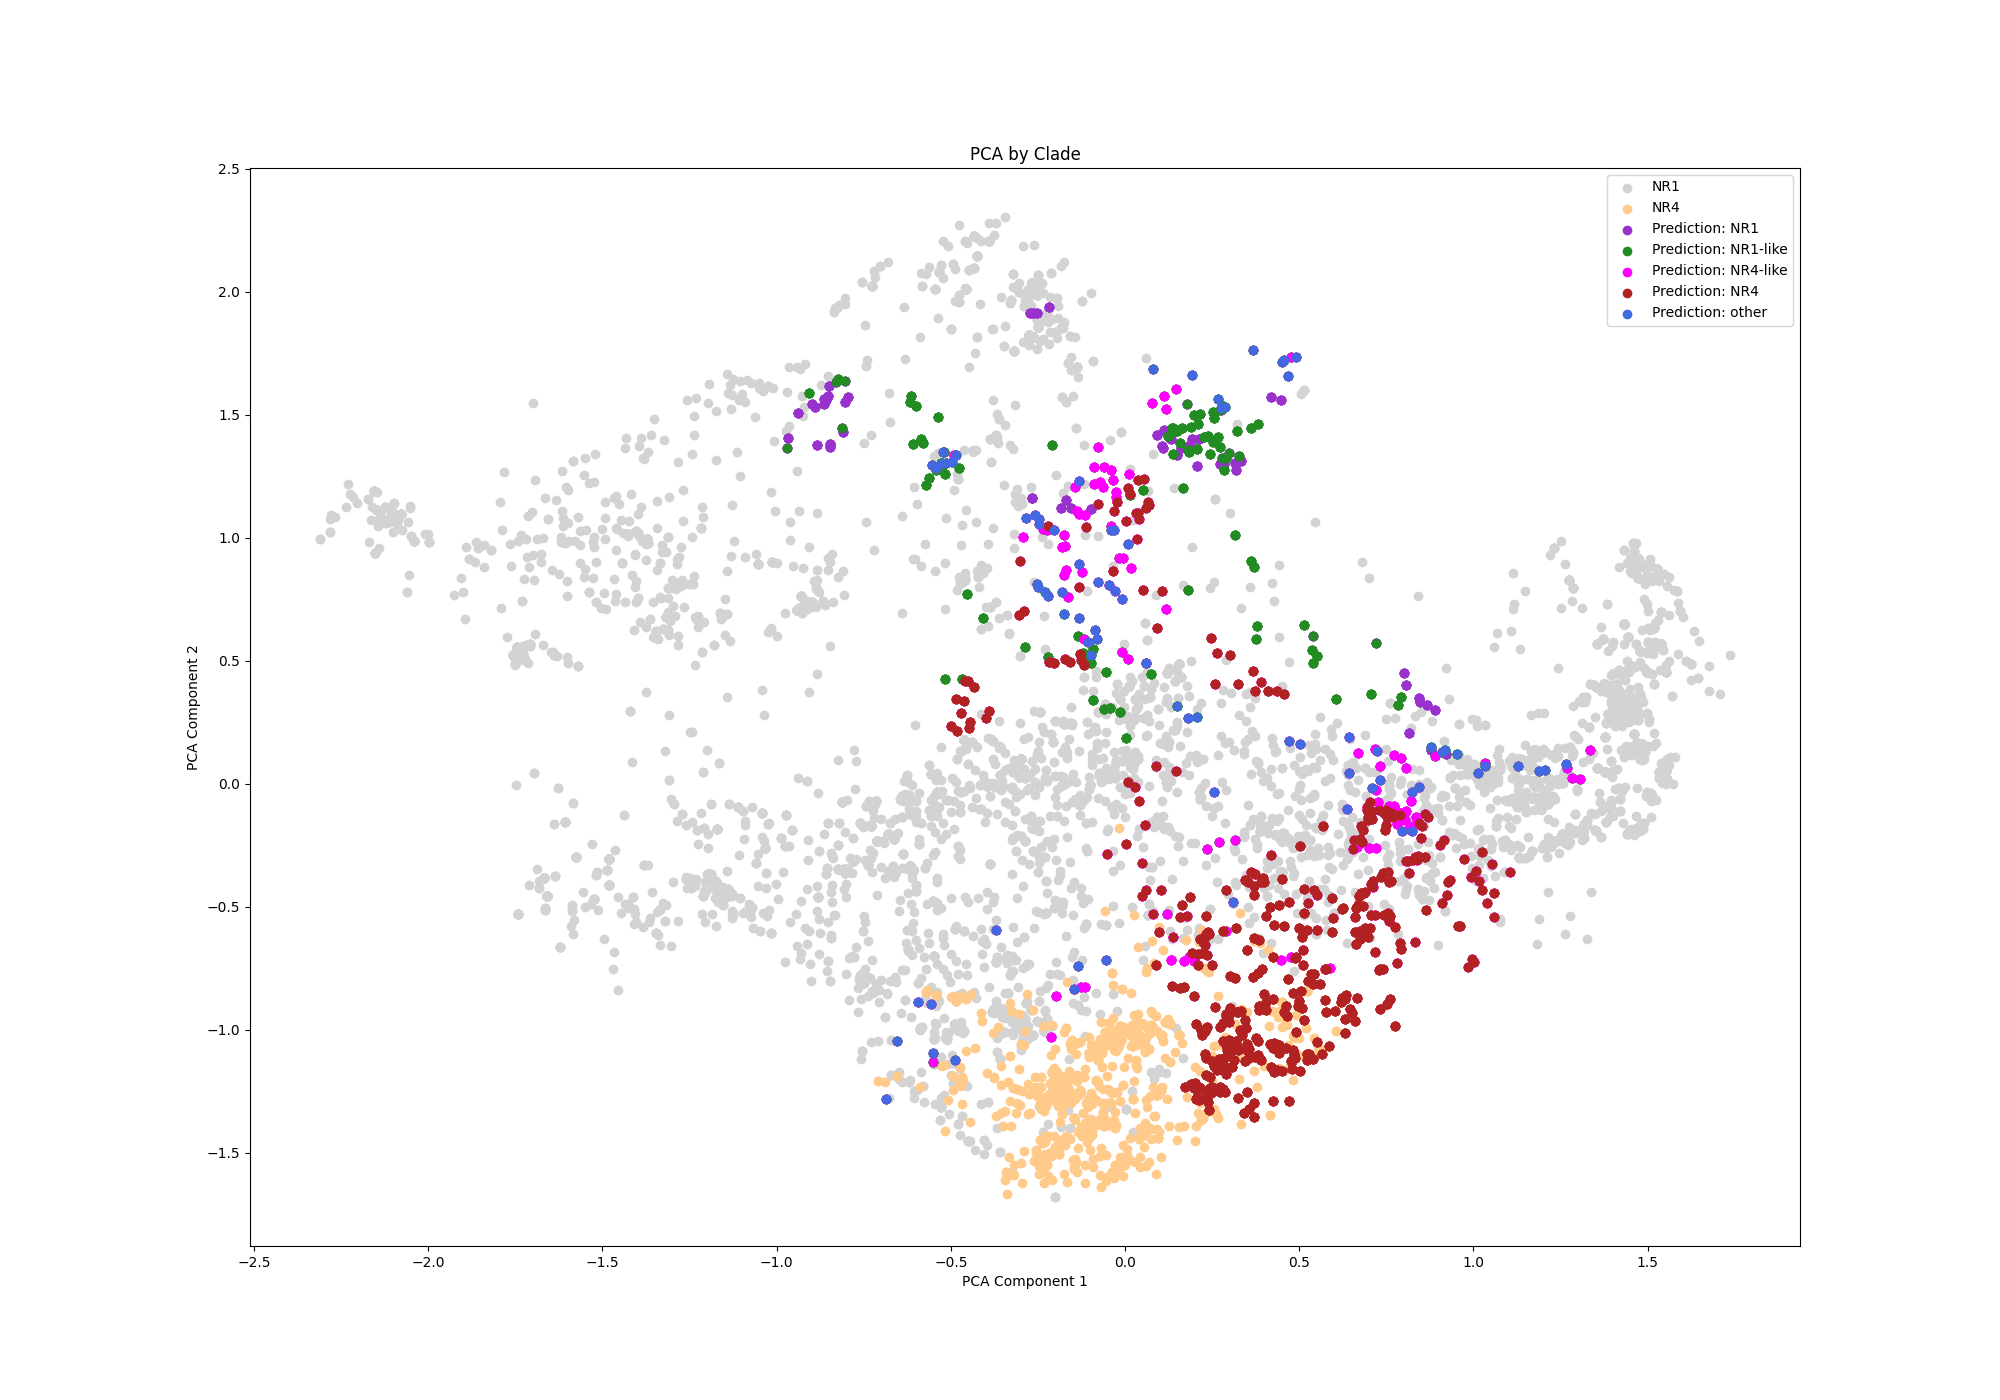 PCA by Clade
2.5
2.0
1.5
1.0
0.5
0.0
−0.5
−1.0
−1.5
PCA Component 2
NR1
NR4
Prediction: NR1
Prediction: NR1-like
Prediction: NR4-like
Prediction: NR4
Prediction: other
−2.5 −2.0 −1.5 −1.0 −0.5 0.0 0.5 1.0 1.5
PCA Component 1